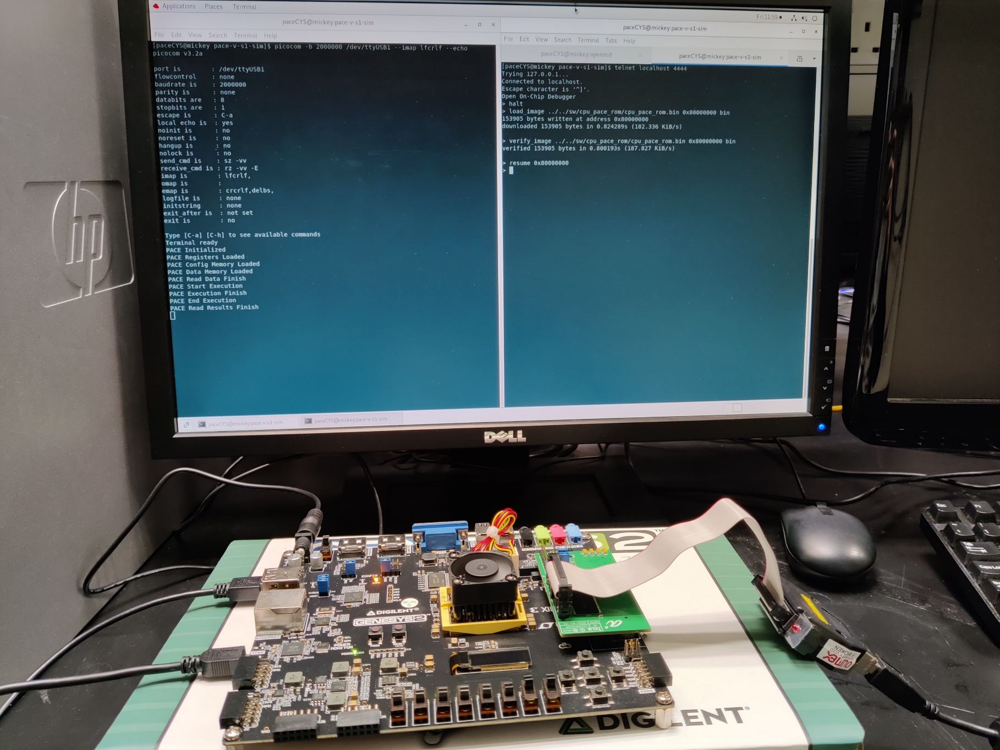 Applications Places Terminal
Fri 11:59
paceCYS@mickey:pace-v-s1-sim
File Edit View Search Terminal Help
[paceCYS@mickey pace-v-s1-sim]$ picocom -b 2000000 /dev/ttyUSB1 --imap lfcrlf --echo
picocom v3.2a
port is : /dev/ttyUSB1
flowcontrol : none
baudrate is : 2000000
parity is : none
databits are : 8
stopbits are : 1
escape is : C-a
local echo is : yes
noinit is : no
noreset is : no
hangup is : no
nolock is : no
send_cmd is : sz -vv
receive_cmd is : rz -vv -E
imap is : lfcrlf,
omap is :
emap is : crcrlf,delbs,
logfile is : none
initstring : none
exit_after is : not set
exit is : no
Type [C-a] [C-h] to see available commands
Terminal ready
PACE Initialized
PACE Registers Loaded
PACE Config Memory Loaded
PACE Data Memory Loaded
PACE Read Data Finish
PACE Start Execution
PACE Execution Finish
PACE End Execution
PACE Read Results Finish
paceCYS@mickey:pace-v-s1-sim
File Edit View Search Terminal Tabs Help
paceCYS@mickey:openocd
paceCYS@mickey:pace-v-s1-sim
[paceCYS@mickey pace-v-s1-sim]$ telnet localhost 4444
Trying 127.0.0.1...
Connected to localhost.
Escape character is '^]'.
Open On-Chip Debugger
> halt
> load_image ../../sw/cpu_pace_rom/cpu_pace_rom.bin 0x80000000 bin
153905 bytes written at address 0x80000000
downloaded 153905 bytes in 0.824289s (182.336 KiB/s)
> verify_image ../../sw/cpu_pace_rom/cpu_pace_rom.bin 0x80000000 bin
verified 153905 bytes in 0.800193s (187.827 KiB/s)
> resume 0x80000000
>
paceCYS@mickey:pace-v-s1-sim
paceCYS@mickey:pace-v-s1-sim
DELL
hp
DIGILENT
GENESYS 2
POWER
MONITOR
ETHERNET
XADC
OLIMEX
WARRANTY VOID
IF BROKEN
DIGILENT
Esc
F1